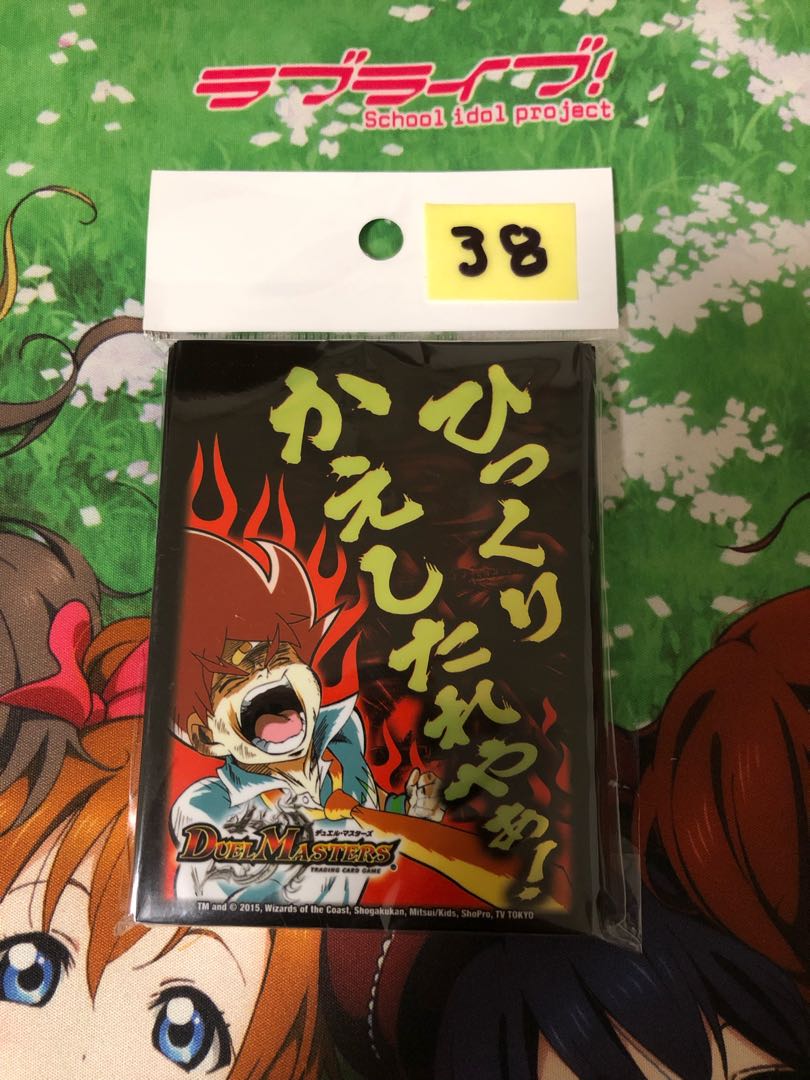 ラブライブ!
School idol project
38
ひっくり
かえしたれやぁ!
デュエル・マスターズ
DUEL MASTERS
TRADING CARD GAME
TM and © 2015, Wizards of the Coast, Shogakukan, Mitsui/Kids, ShoPro, TV TOKYO